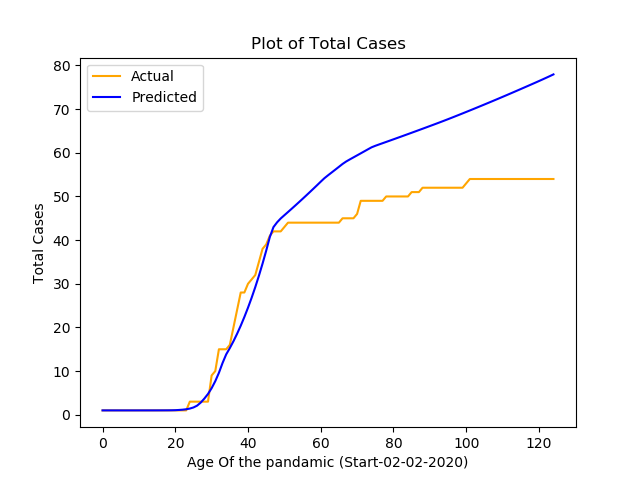 Plot of Total Cases
Actual
Predicted
80
70
60
50
40
30
20
10
0
Total Cases
0 20 40 60 80 100 120
Age Of the pandamic (Start-02-02-2020)